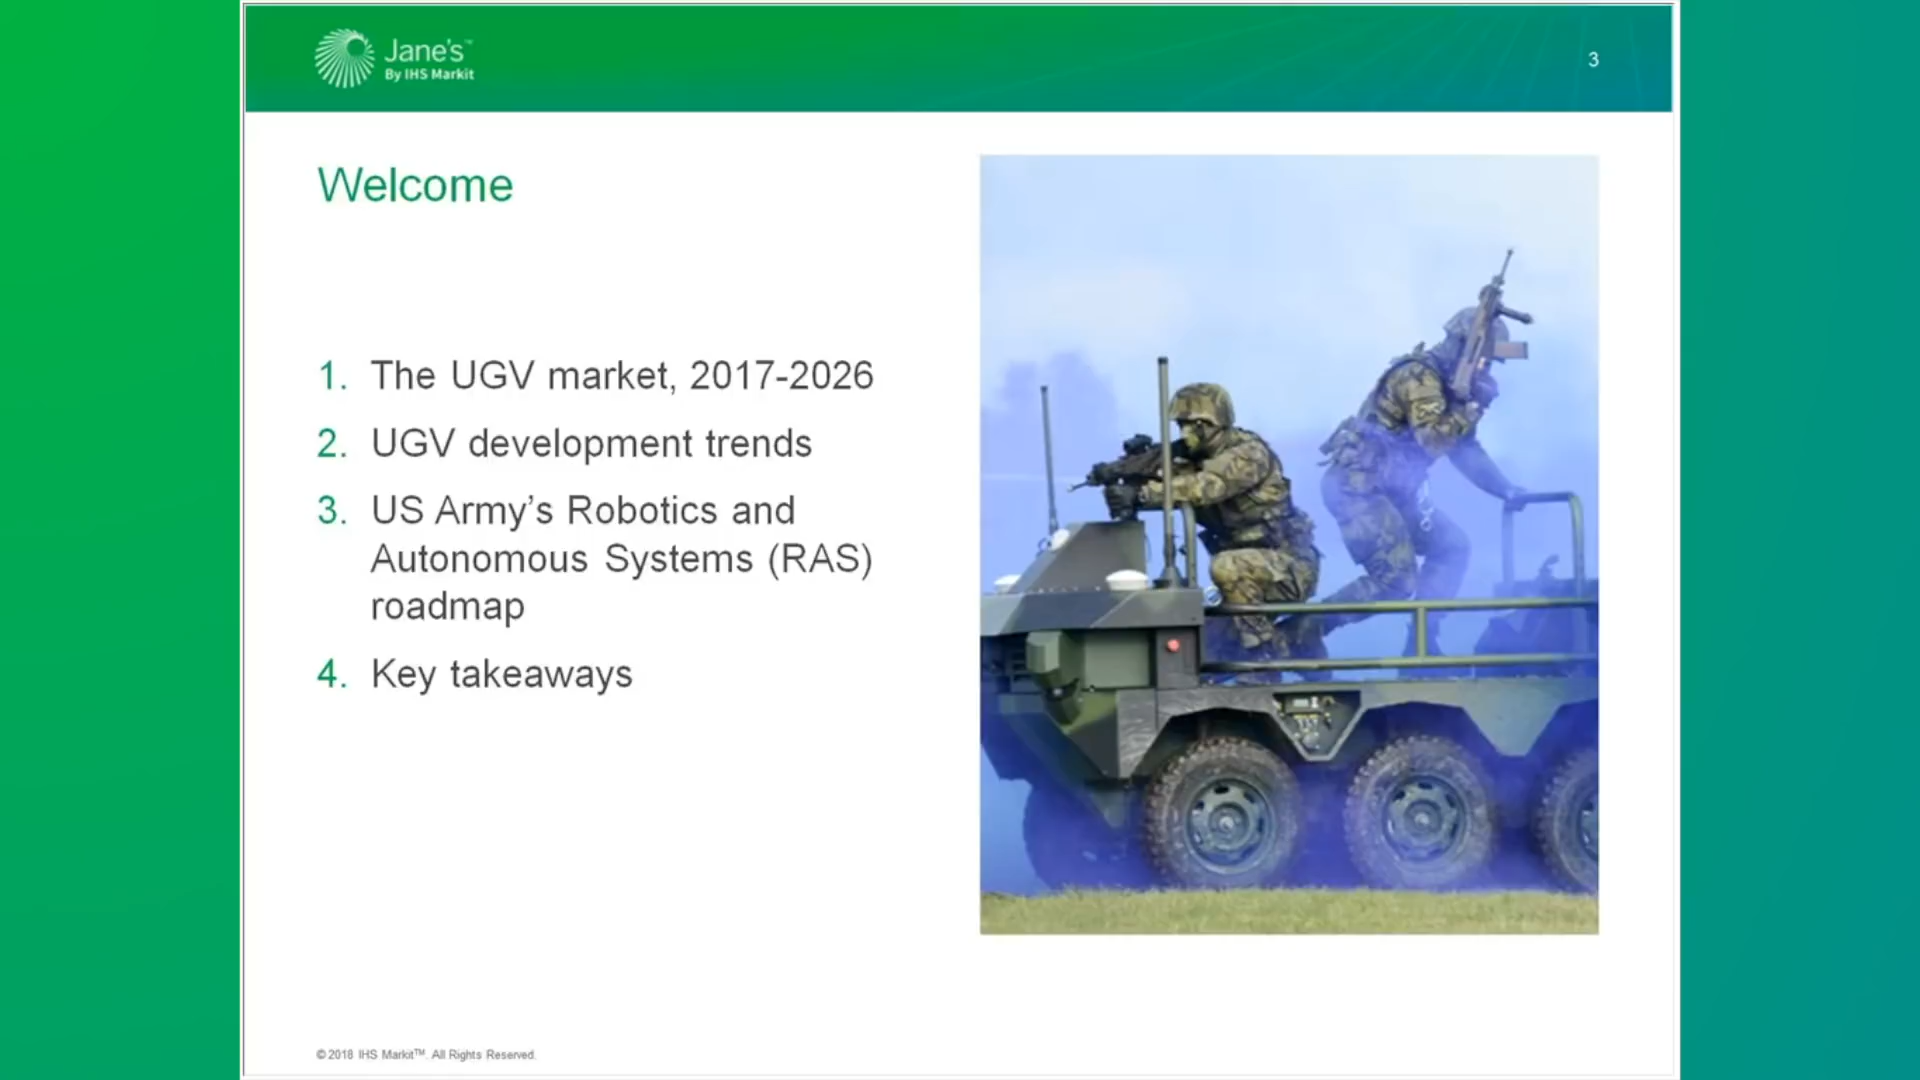 Jane's™
By IHS Markit
3
Welcome
1. The UGV market, 2017-2026
2. UGV development trends
3. US Army’s Robotics and
Autonomous Systems (RAS)
roadmap
4. Key takeaways
© 2018 IHS Markit™. All Rights Reserved.